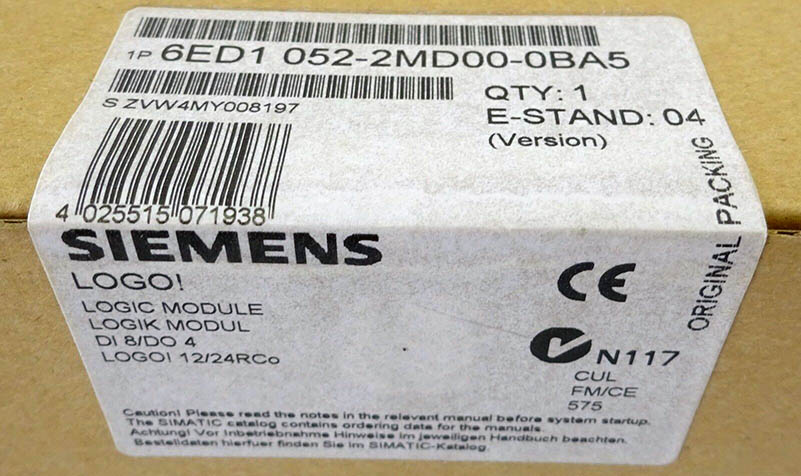 1P 6ED1 052-2MD00-0BA5
S ZVW4MY008197
QTY: 1
E-STAND: 04
(Version)
4 025515 071938
ORIGINAL PACKING
SIEMENS
LOGO!
LOGIC MODULE
LOGIK MODUL
DI 8/DO 4
LOGO! 12/24RCo
CE
N117
CUL
FM/CE
575
Caution! Please read the notes in the relevant manual before system startup.
The SIMATIC catalog contains ordering data for the manuals.
Achtung! Vor Inbetriebnahme Hinweise im jeweiligen Handbuch beachten.
Bestelldaten hierfuer finden Sie im SIMATIC-Katalog.